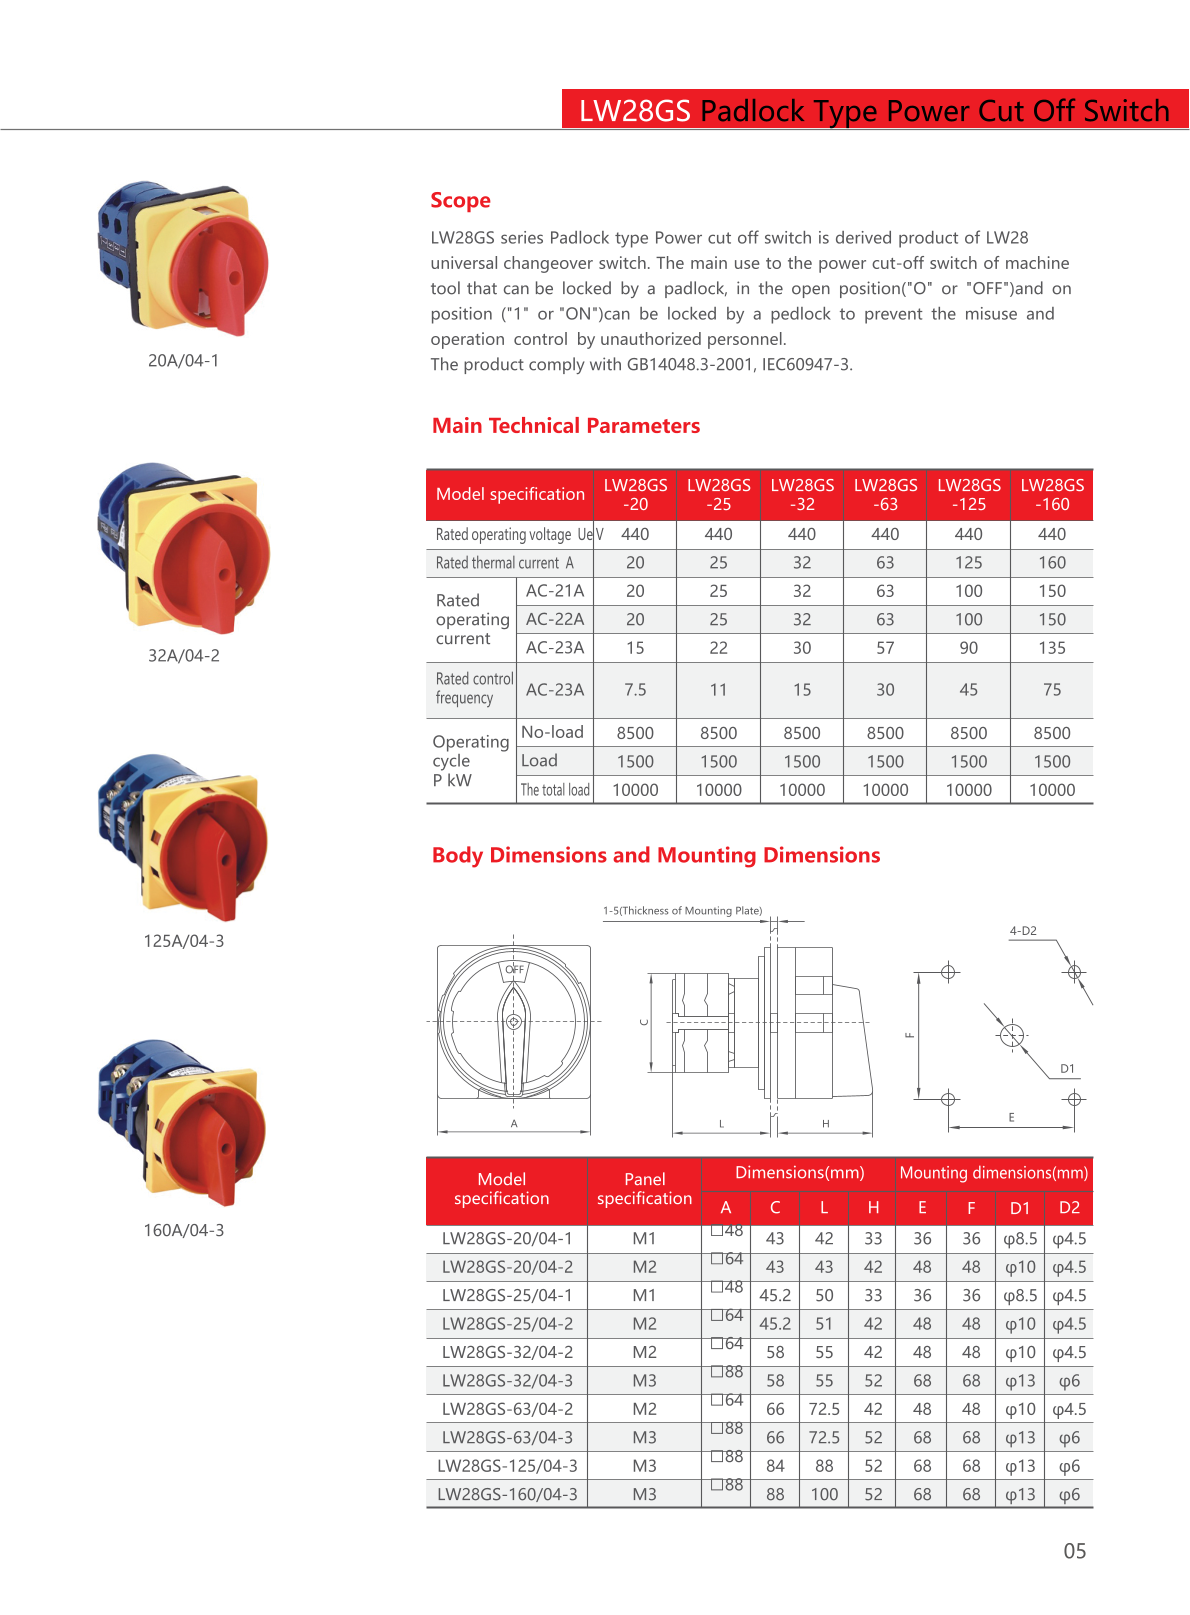 LW28GS Padlock Type Power Cut Off Switch
20A/04-1
32A/04-2
125A/04-3
160A/04-3
Scope
LW28GS series Padlock type Power cut off switch is derived product of LW28
universal changeover switch. The main use to the power cut-off switch of machine
tool that can be locked by a padlock, in the open position("O" or "OFF")and on
position ("1" or "ON")can be locked by a pedlock to prevent the misuse and
operation control by unauthorized personnel.
The product comply with GB14048.3-2001, IEC60947-3.
Main Technical Parameters
Model specification LW28GS -20 LW28GS -25 LW28GS -32 LW28GS -63 LW28GS -125 LW28GS -160
Rated operating voltage Ue V 440 440 440 440 440 440
Rated thermal current A 20 25 32 63 125 160
Rated operating current AC-21A 20 25 32 63 100 150
AC-22A 20 25 32 63 100 150
AC-23A 15 22 30 57 90 135
Rated control frequency AC-23A 7.5 11 15 30 45 75
Operating cycle P kW No-load 8500 8500 8500 8500 8500 8500
Load 1500 1500 1500 1500 1500 1500
The total load 10000 10000 10000 10000 10000 10000
Body Dimensions and Mounting Dimensions
1-5(Thickness of Mounting Plate)
OFF
A
C
L
H
4-D2
F
D1
E
Model specification Panel specification Dimensions(mm) Mounting dimensions(mm)
A C L H E F D1 D2
LW28GS-20/04-1 M1 □48 43 42 33 36 36 φ8.5 φ4.5
LW28GS-20/04-2 M2 □64 43 43 42 48 48 φ10 φ4.5
LW28GS-25/04-1 M1 □48 45.2 50 33 36 36 φ8.5 φ4.5
LW28GS-25/04-2 M2 □64 45.2 51 42 48 48 φ10 φ4.5
LW28GS-32/04-2 M2 □64 58 55 42 48 48 φ10 φ4.5
LW28GS-32/04-3 M3 □88 58 55 52 68 68 φ13 φ6
LW28GS-63/04-2 M2 □64 66 72.5 42 48 48 φ10 φ4.5
LW28GS-63/04-3 M3 □88 66 72.5 52 68 68 φ13 φ6
LW28GS-125/04-3 M3 □88 84 88 52 68 68 φ13 φ6
LW28GS-160/04-3 M3 □88 88 100 52 68 68 φ13 φ6
05